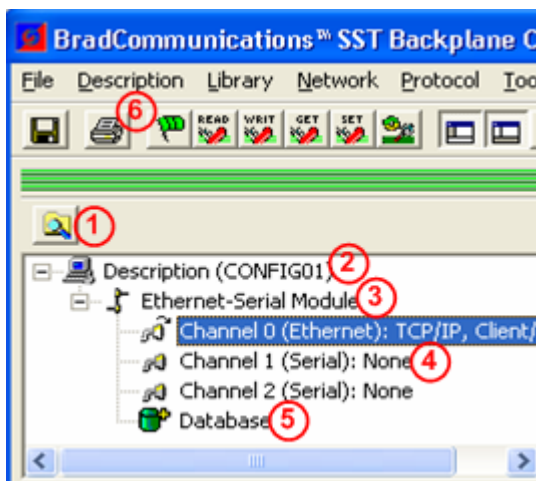 BradCommunications™ SST Backplane C
File Description Library Network Protocol Too
6
READ WRIT GET SET
1
Description (CONFIG01) 2
Ethernet-Serial Module 3
Channel 0 (Ethernet): TCP/IP, Client/
Channel 1 (Serial): None 4
Channel 2 (Serial): None
Database 5